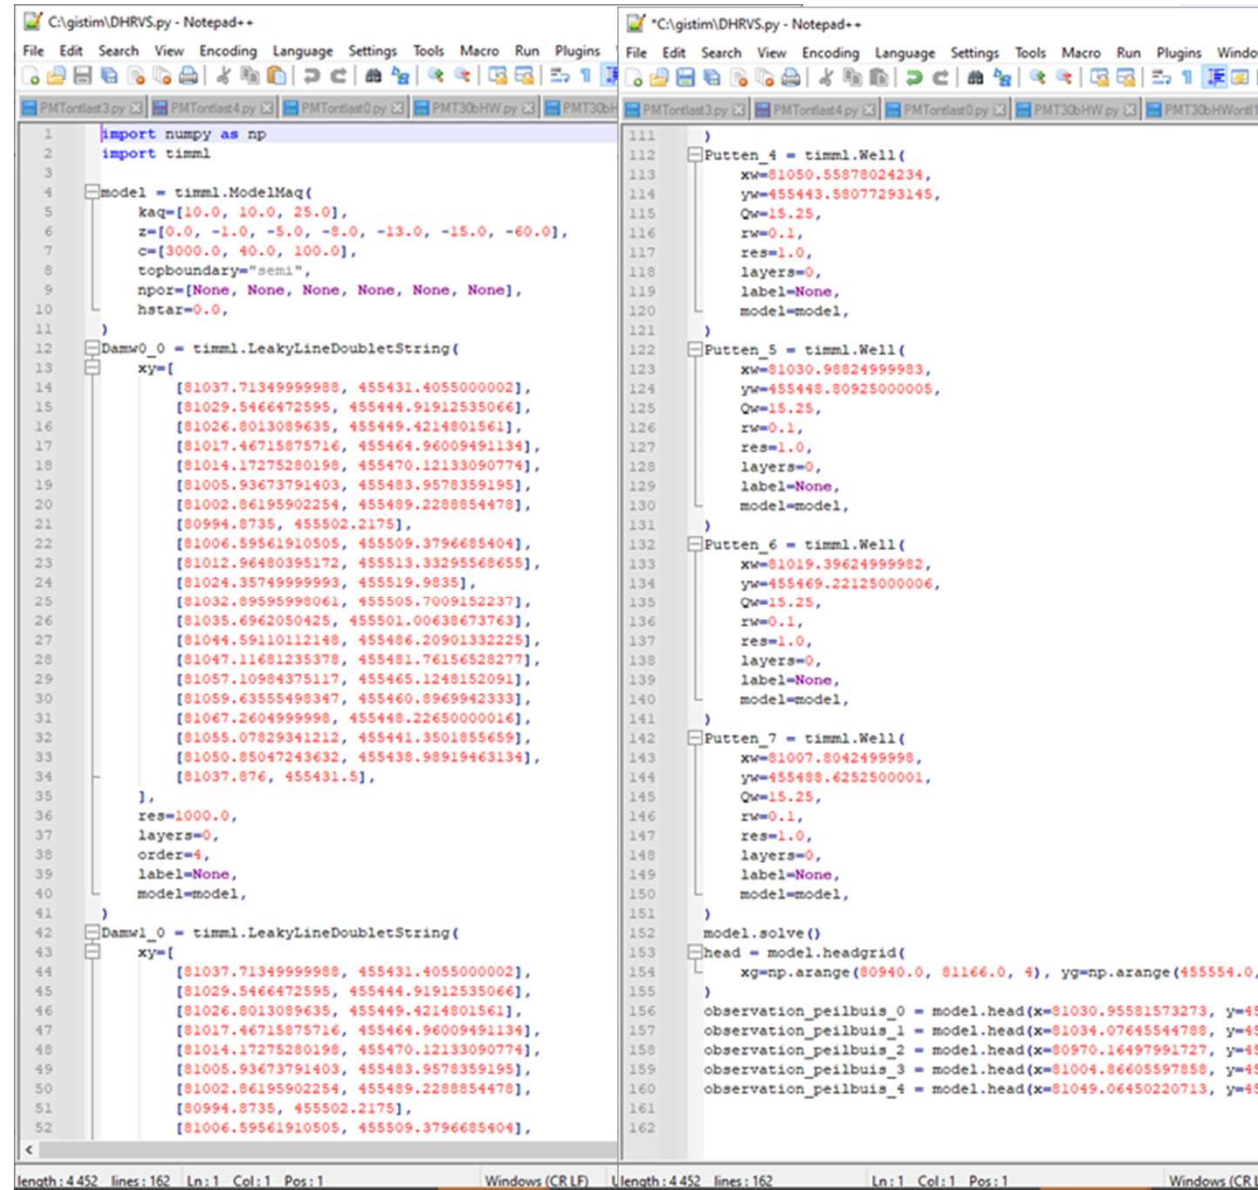 C:\gistim\DHRVS.py - Notepad++
File Edit Search View Encoding Language Settings Tools Macro Run Plugins
PMTontlast3.py PMTontlast4.py PMTontlast0.py PMT30bHW.py PMT30bH
1 import numpy as np
2 import timml
3
4 model = timml.ModelMaq(
5 kaq=[10.0, 10.0, 25.0],
6 z=[0.0, -1.0, -5.0, -8.0, -13.0, -15.0, -60.0],
7 c=[3000.0, 40.0, 100.0],
8 topboundary="semi",
9 npor=[None, None, None, None, None, None],
10 hstar=0.0,
11 )
12 Damw0_0 = timml.LeakyLineDoubletString(
13 xy=[
14 [81037.71349999988, 455431.4055000002],
15 [81029.5466472595, 455444.91912535066],
16 [81026.8013089635, 455449.4214801561],
17 [81017.46715875716, 455464.96009491134],
18 [81014.17275280198, 455470.12133090774],
19 [81005.93673791403, 455483.9578359195],
20 [81002.86195902254, 455489.2288854478],
21 [80994.8735, 455502.2175],
22 [81006.59561910505, 455509.3796685404],
23 [81012.96480395172, 455513.33295568655],
24 [81024.35749999993, 455519.9835],
25 [81032.89595998061, 455505.7009152237],
26 [81035.6962050425, 455501.00638673763],
27 [81044.59110112148, 455486.20901332225],
28 [81047.11681235378, 455481.76156528277],
29 [81057.10984375117, 455465.1248152091],
30 [81059.63555498347, 455460.8969942333],
31 [81067.2604999998, 455448.22650000016],
32 [81055.07829341212, 455441.3501855659],
33 [81050.85047243632, 455438.98919463134],
34 [81037.876, 455431.5],
35 ],
36 res=1000.0,
37 layers=0,
38 order=4,
39 label=None,
40 model=model,
41 )
42 Damw1_0 = timml.LeakyLineDoubletString(
43 xy=[
44 [81037.71349999988, 455431.4055000002],
45 [81029.5466472595, 455444.91912535066],
46 [81026.8013089635, 455449.4214801561],
47 [81017.46715875716, 455464.96009491134],
48 [81014.17275280198, 455470.12133090774],
49 [81005.93673791403, 455483.9578359195],
50 [81002.86195902254, 455489.2288854478],
51 [80994.8735, 455502.2175],
52 [81006.59561910505, 455509.3796685404],
length : 4 452 lines : 162 Ln : 1 Col : 1 Pos : 1 Windows (CR LF)
*C:\gistim\DHRVS.py - Notepad++
File Edit Search View Encoding Language Settings Tools Macro Run Plugins Windo
PMTontlast3.py PMTontlast4.py PMTontlast0.py PMT30bHW.py PMT30bHWontl
111 )
112 Putten_4 = timml.Well(
113 xw=81050.55878024234,
114 yw=455443.58077293145,
115 Qw=15.25,
116 rw=0.1,
117 res=1.0,
118 layers=0,
119 label=None,
120 model=model,
121 )
122 Putten_5 = timml.Well(
123 xw=81030.98824999983,
124 yw=455448.80925000005,
125 Qw=15.25,
126 rw=0.1,
127 res=1.0,
128 layers=0,
129 label=None,
130 model=model,
131 )
132 Putten_6 = timml.Well(
133 xw=81019.39624999982,
134 yw=455469.22125000006,
135 Qw=15.25,
136 rw=0.1,
137 res=1.0,
138 layers=0,
139 label=None,
140 model=model,
141 )
142 Putten_7 = timml.Well(
143 xw=81007.8042499998,
144 yw=455488.6252500001,
145 Qw=15.25,
146 rw=0.1,
147 res=1.0,
148 layers=0,
149 label=None,
150 model=model,
151 )
152 model.solve()
153 head = model.headgrid(
154 xg=np.arange(80940.0, 81166.0, 4), yg=np.arange(455554.0,
155 )
156 observation_peilbuis_0 = model.head(x=81030.95581573273, y=45
157 observation_peilbuis_1 = model.head(x=81034.07645544788, y=45
158 observation_peilbuis_2 = model.head(x=80970.16497991727, y=45
159 observation_peilbuis_3 = model.head(x=81004.86605597858, y=45
160 observation_peilbuis_4 = model.head(x=81049.06450220713, y=45
161
162
length : 4 452 lines : 162 Ln : 1 Col : 1 Pos : 1 Windows (CR